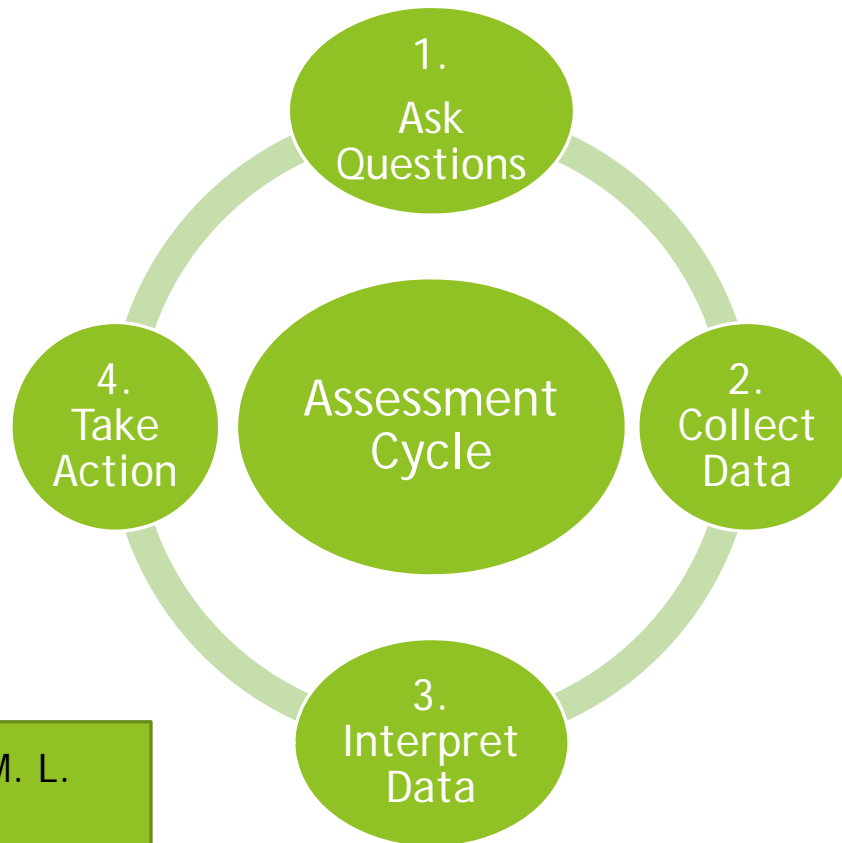 1.
Ask
Questions
2.
Collect
Data
3.
Interpret
Data
4.
Take
Action
Assessment
Cycle
M. L.